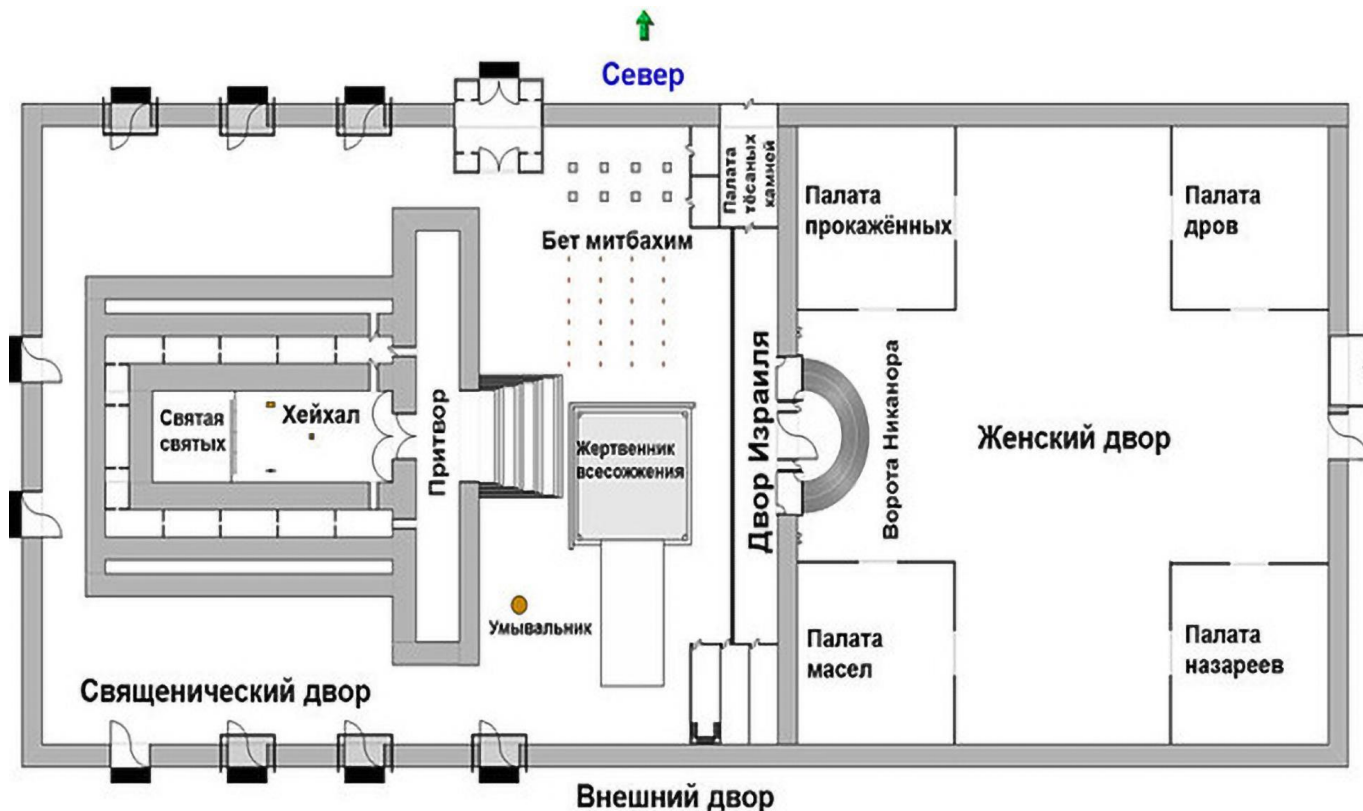 Север
Палата
тёсаных
камней
Палата
прокажённых
Палата
дров
Бет митбахим
Святая
святых
Хейхал
Притвор
Жертвенник
всесожжения
Двор Израиля
Ворота Никанора
Женский двор
Умывальник
Палата
масел
Палата
назареев
Священический двор
Внешний двор